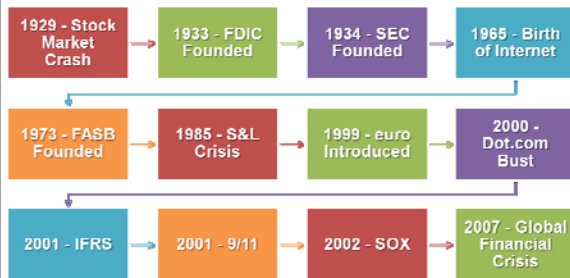 1929 - Stock
Market
Crash
1933 - FDIC
Founded
1934 - SEC
Founded
1965 - Birth
of Internet
1973 - FASB
Founded
1985 - S&L
Crisis
1999 - euro
Introduced
2000 -
Dot.com
Bust
2001 - IFRS
2001 - 9/11
2002 - SOX
2007 - Global
Financial
Crisis